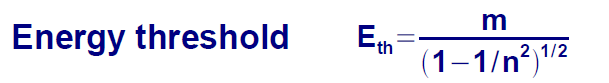 Energy threshold E_th = m / (1–1/n²)^1/2